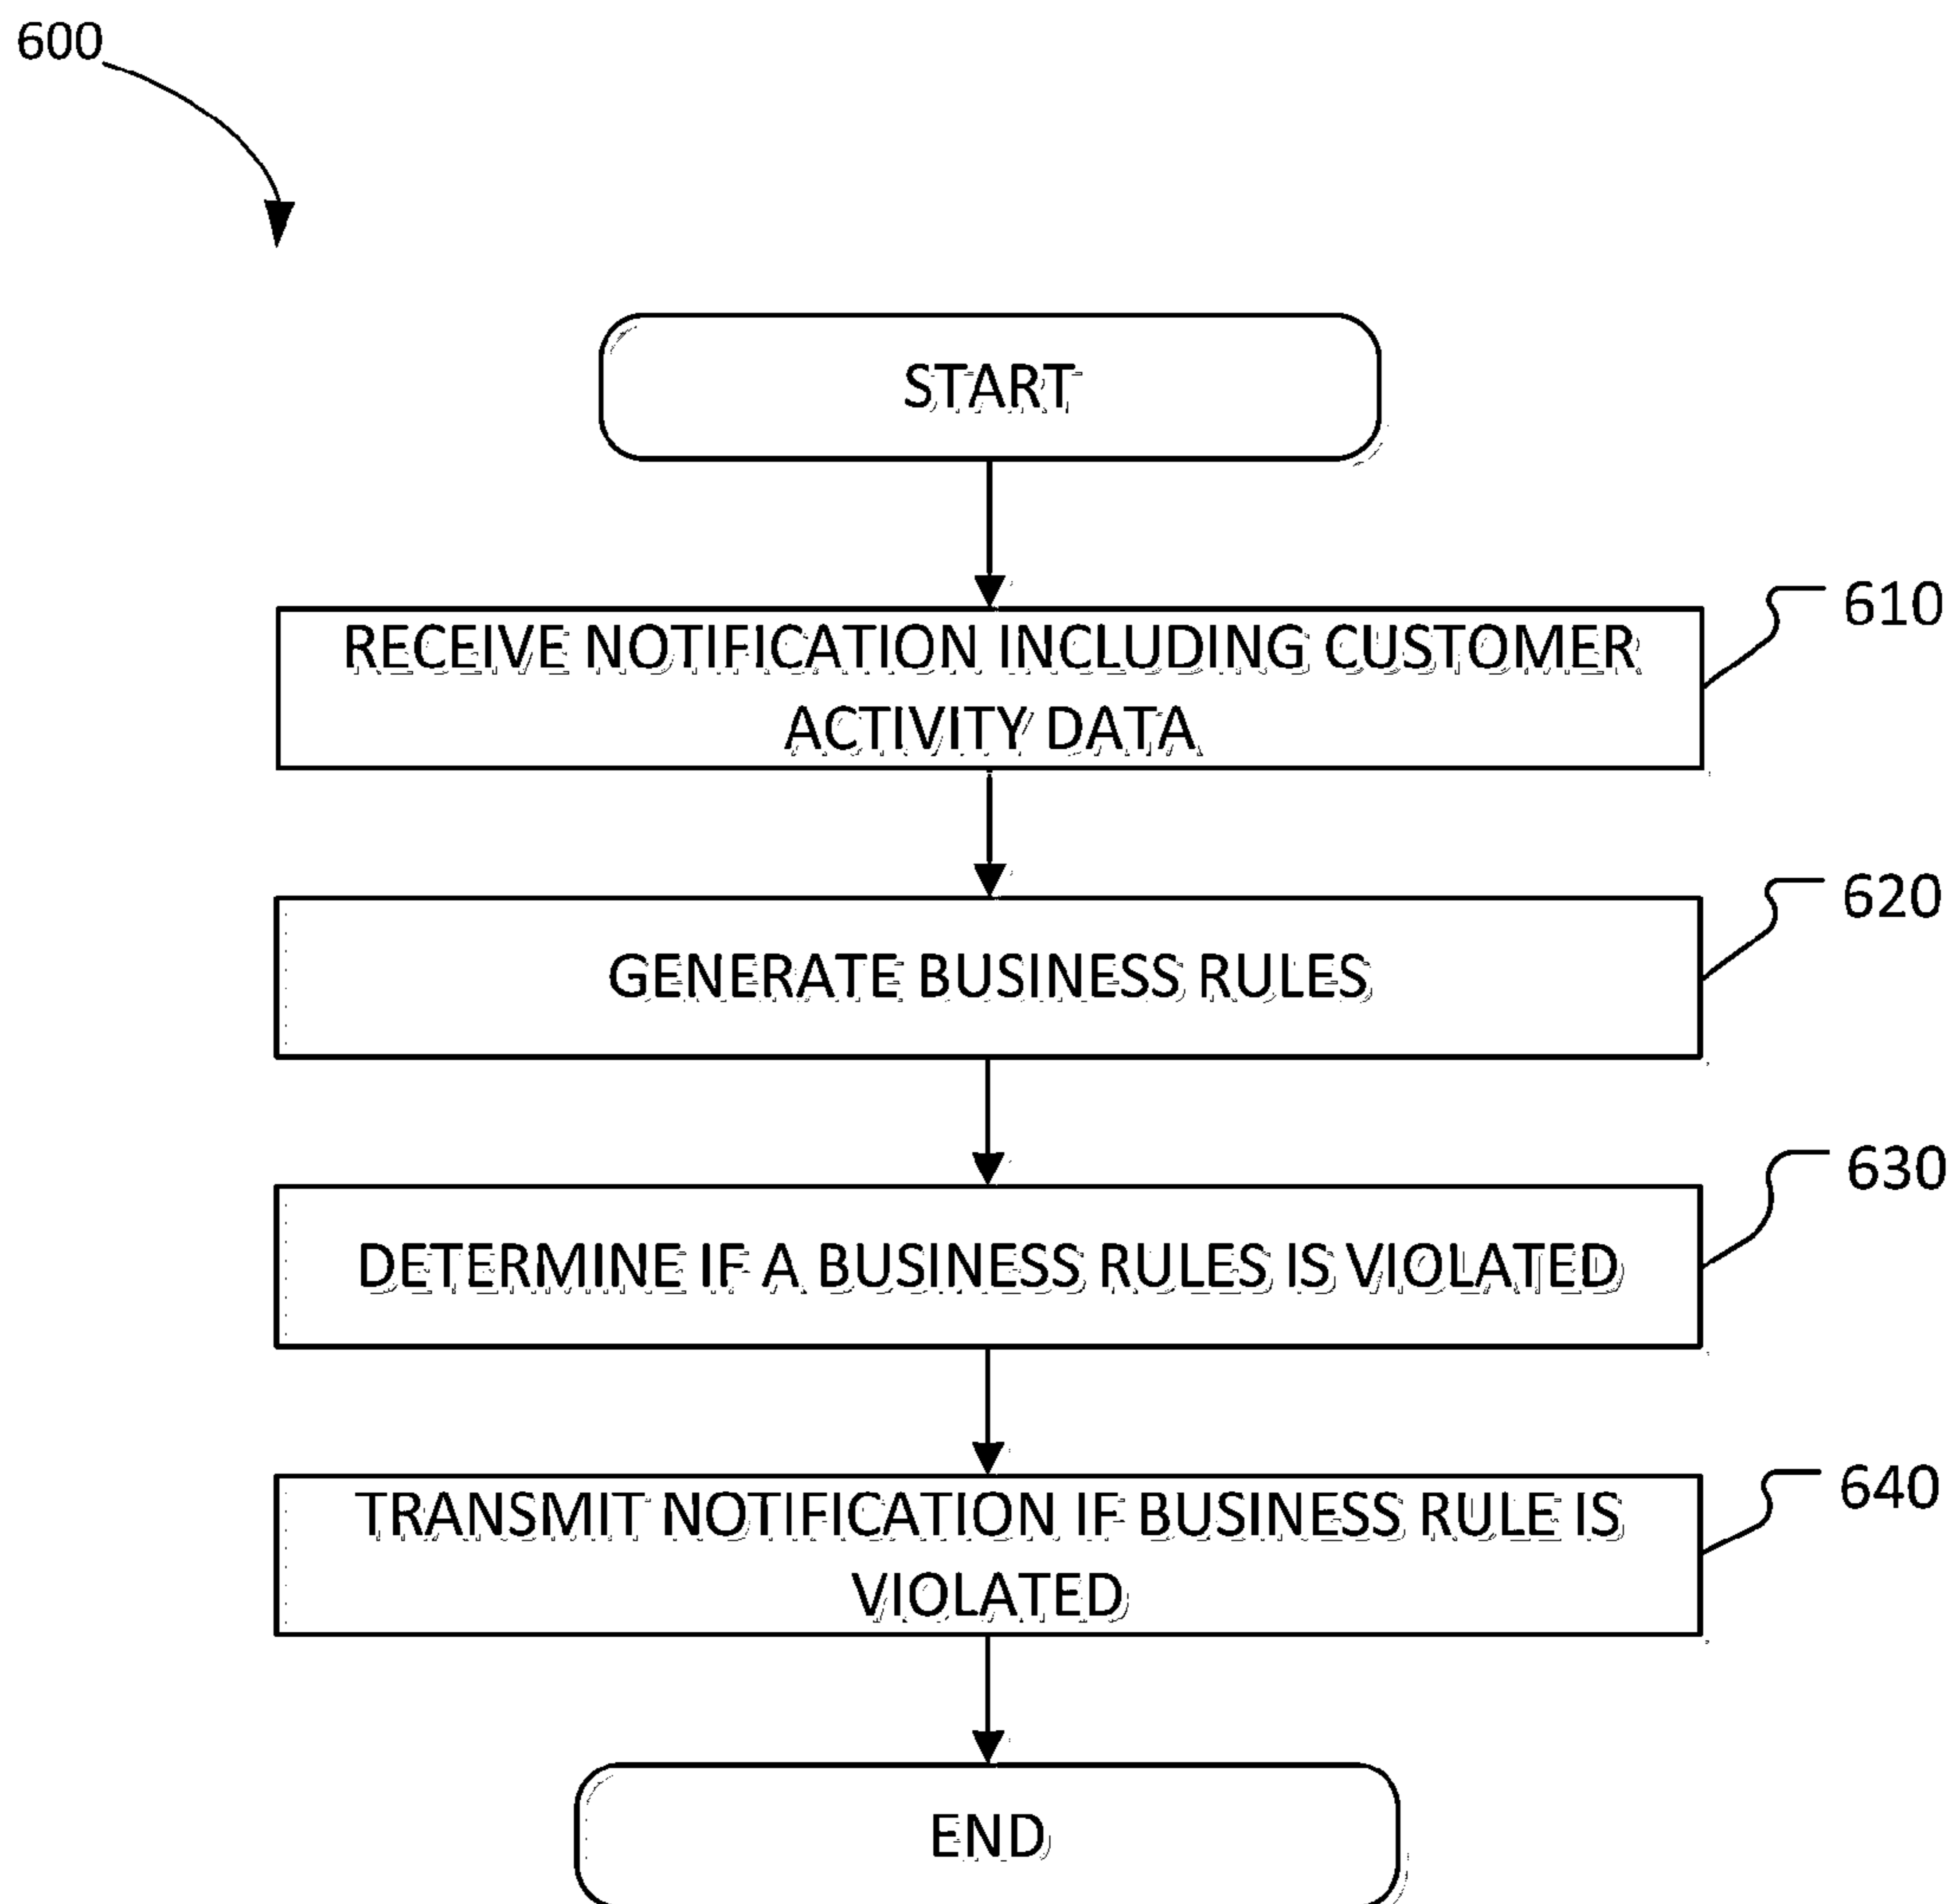 600
START
RECEIVE NOTIFICATION INCLUDING CUSTOMER
ACTIVITY DATA
610
GENERATE BUSINESS RULES
620
DETERMINE IF A BUSINESS RULES IS VIOLATED
630
TRANSMIT NOTIFICATION IF BUSINESS RULE IS
VIOLATED
640
END